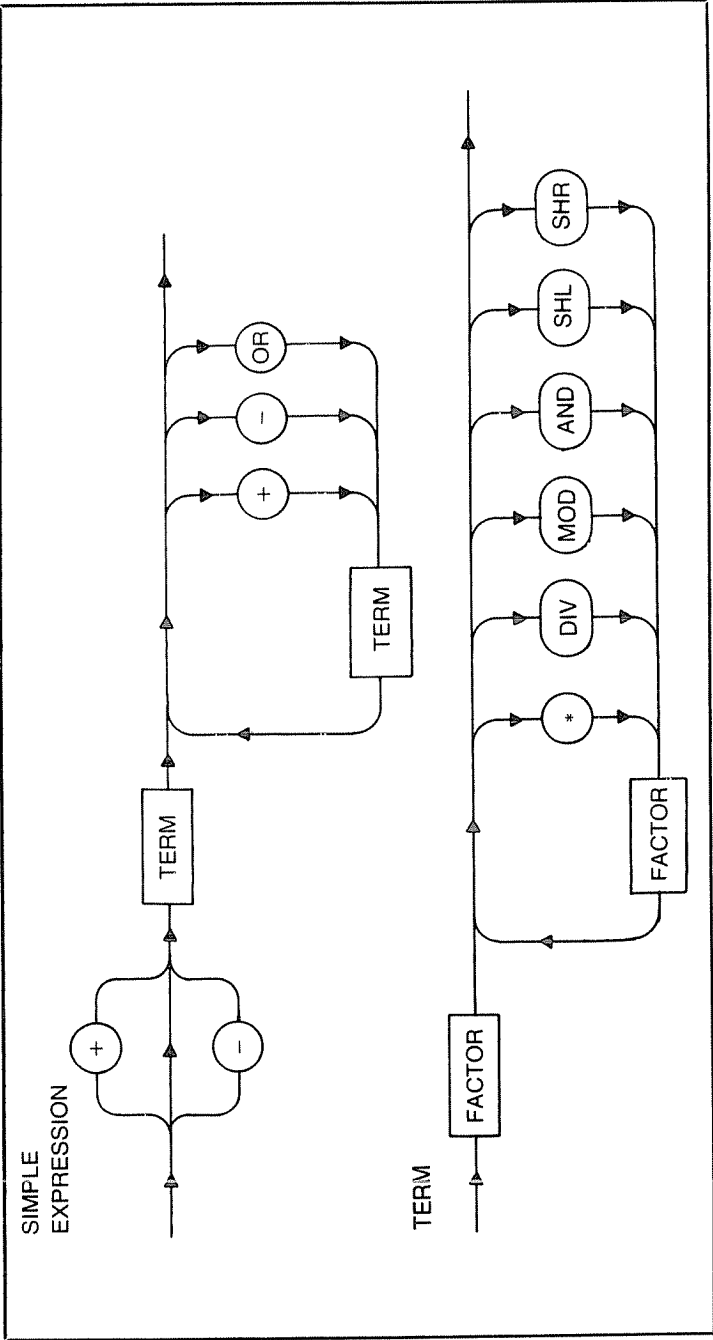 SIMPLE
EXPRESSION
+
-
TERM
+
-
OR
TERM
TERM
FACTOR
*
DIV
MOD
AND
SHL
SHR
FACTOR